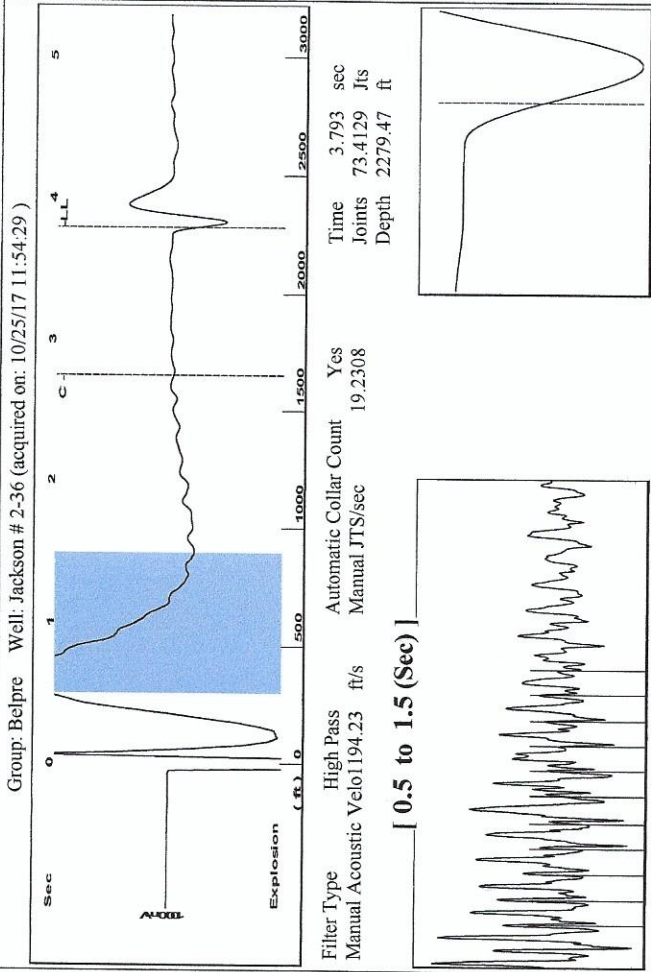 Group: Belpre Well: Jackson # 2-36 (acquired on: 10/25/17 11:54:29 )
Sec 0 1 2 3 4 5
C LL
Explosion
( ft ) 0 500 1000 1500 2000 2500 3000
Filter Type High Pass Automatic Collar Count Yes Time 3.793 sec
Manual Acoustic Velo1194.23 ft/s Manual JTS/sec 19.2308 Joints 73.4129 Jts
Depth 2279.47 ft
[ 0.5 to 1.5 (Sec) ]